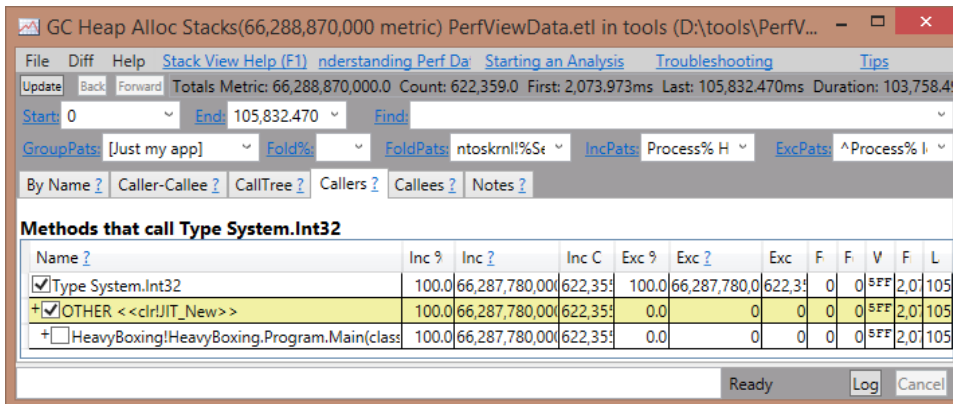 GC Heap Alloc Stacks(66,288,870,000 metric) PerfViewData.etl in tools (D:\tools\PerfV...
File Diff Help Stack View Help (F1) nderstanding Perf Da Starting an Analysis Troubleshooting Tips
Update Back Forward Totals Metric: 66,288,870,000.0 Count: 622,359.0 First: 2,073.973ms Last: 105,832.470ms Duration: 103,758.49
Start: 0 End: 105,832.470 Find:
GroupPats: [Just my app] Fold%: FoldPats: ntoskrnl!%Se IncPats: Process% H ExcPats: ^Process% I
By Name ? Caller-Callee ? CallTree ? Callers ? Callees ? Notes ?
Methods that call Type System.Int32
Name ? Inc % Inc ? Inc C Exc % Exc ? Exc F F V F L
Type System.Int32 100.0 66,287,780,00 622,35 100.0 66,287,780,0 622,3 0 0 5FF 2,07 105
+ OTHER <<clr!JIT_New>> 100.0 66,287,780,00 622,35 0.0 0 0 0 0 5FF 2,07 105
+ HeavyBoxing!HeavyBoxing.Program.Main(class 100.0 66,287,780,00 622,35 0.0 0 0 0 0 5FF 2,07 105
Ready Log Cancel